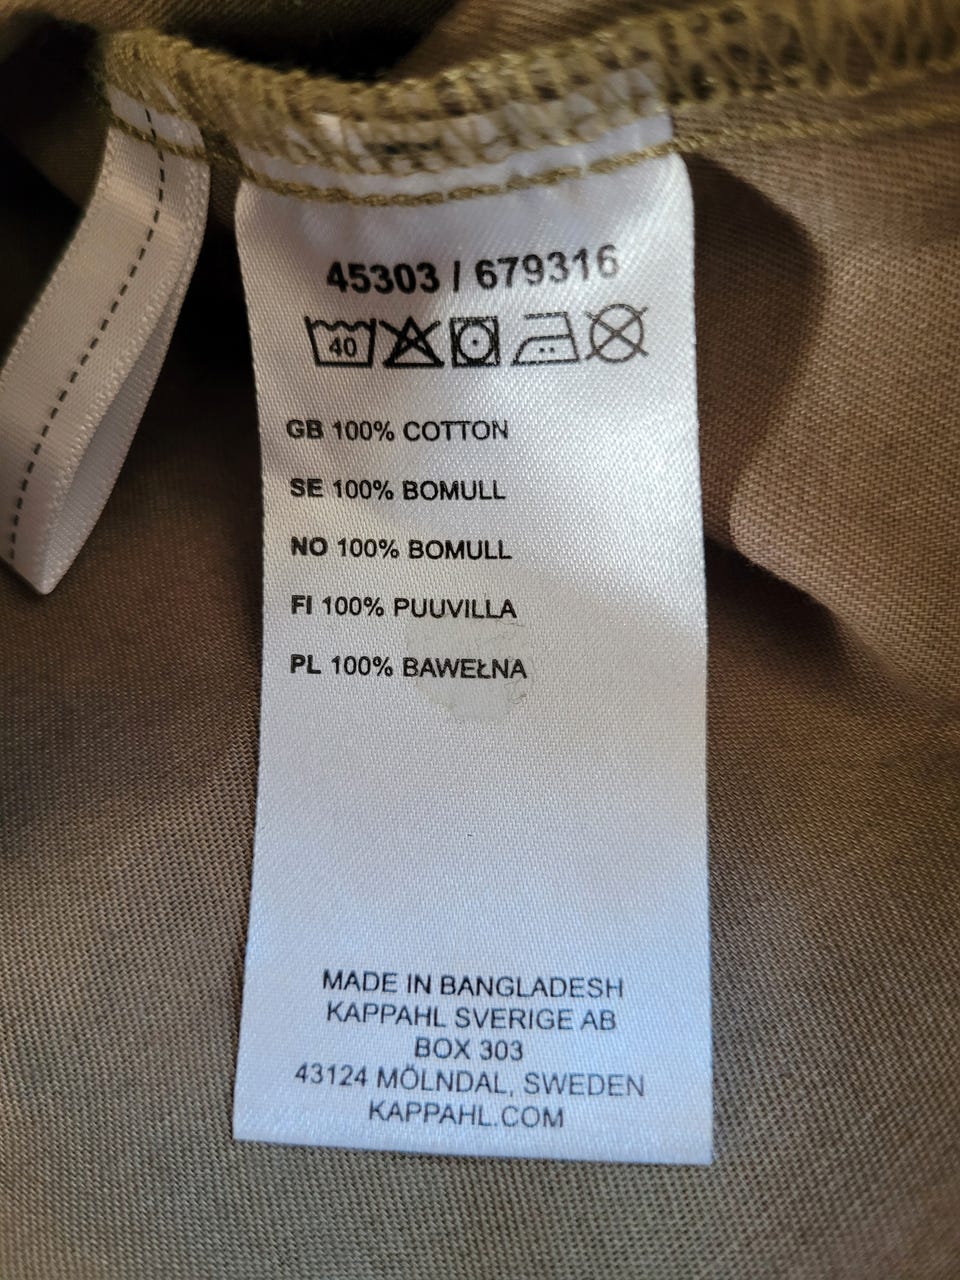 45303 / 679316
40
GB 100% COTTON
SE 100% BOMULL
NO 100% BOMULL
FI 100% PUUVILLA
PL 100% BAWEŁNA
MADE IN BANGLADESH
KAPPAHL SVERIGE AB
BOX 303
43124 MÖLNDAL, SWEDEN
KAPPAHL.COM